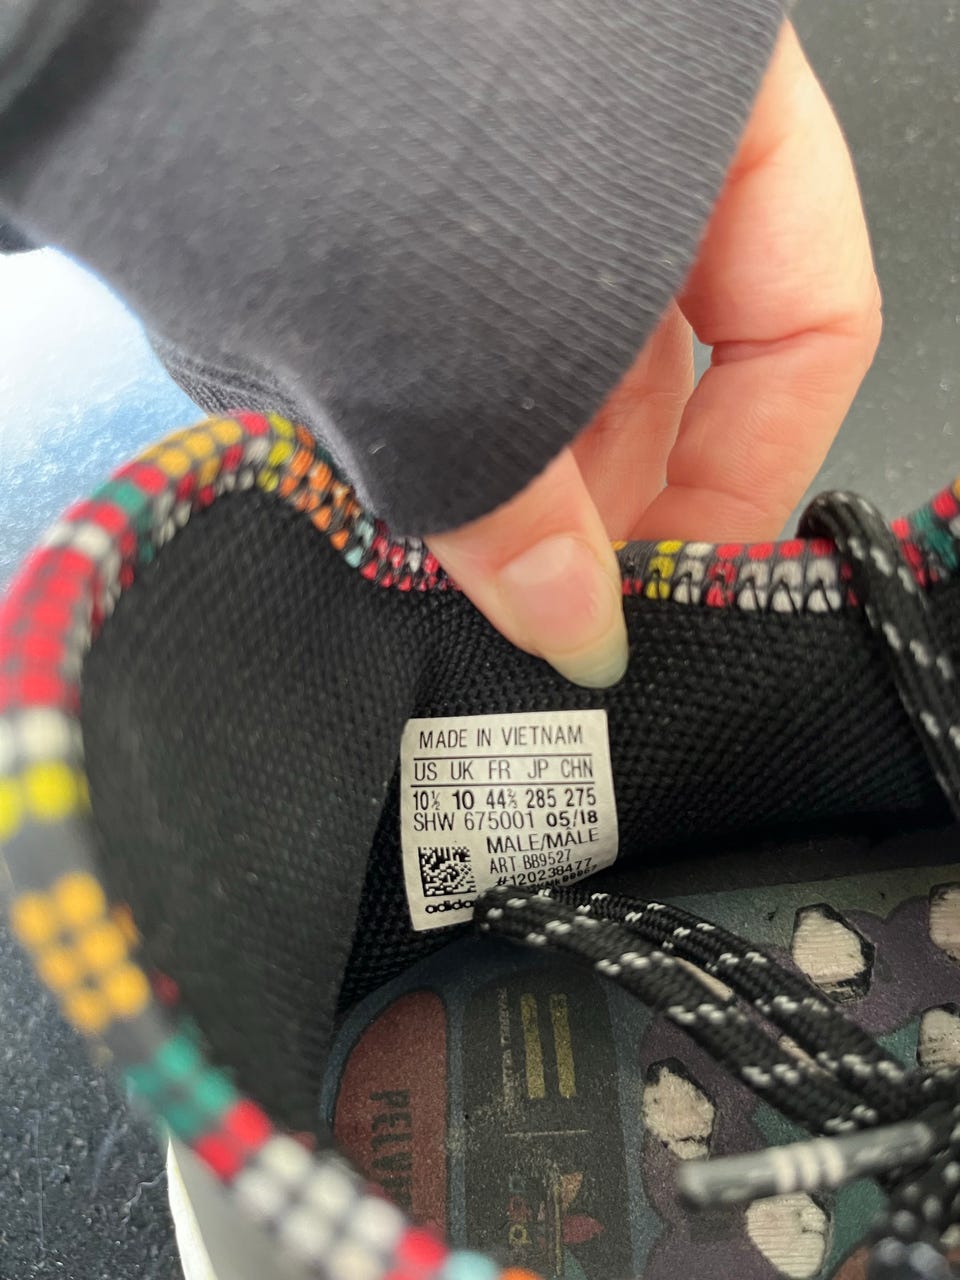 MADE IN VIETNAM
US UK FR JP CHN
10½ 10 44⅔ 285 275
SHW 675001 05/18
MALE/MÂLE
ART BB9527
#120238477
adidas